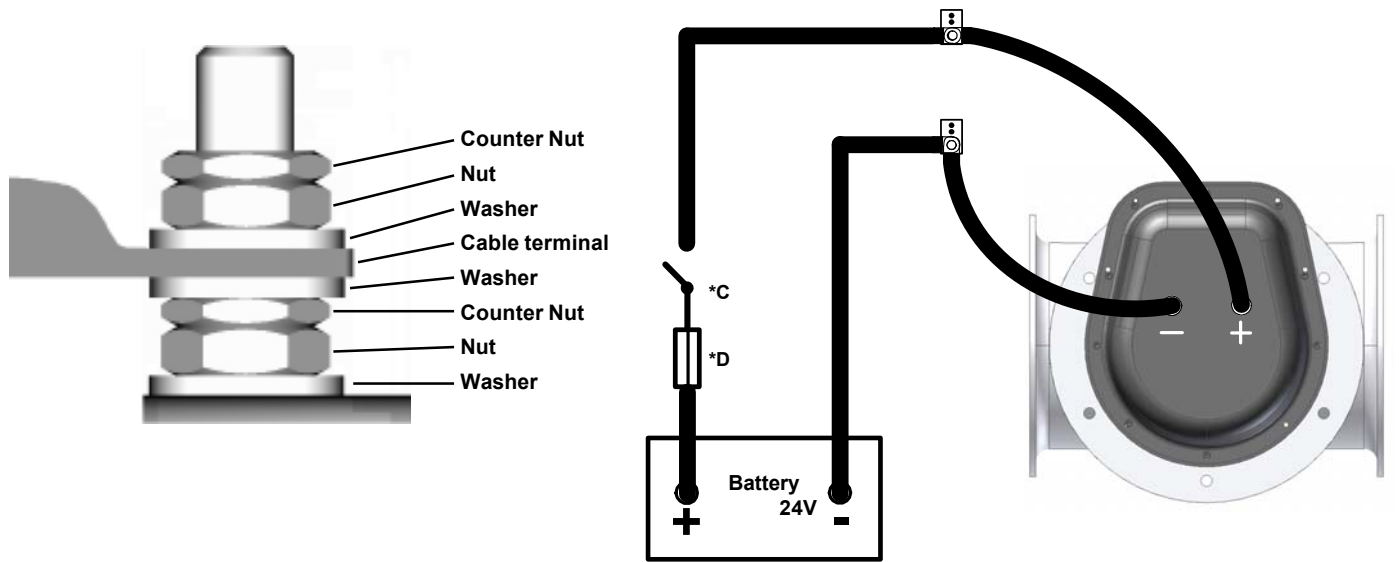 Counter Nut
Nut
Washer
Cable terminal
Washer
Counter Nut
Nut
Washer
*C
*D
Battery
24V
+ -
− +